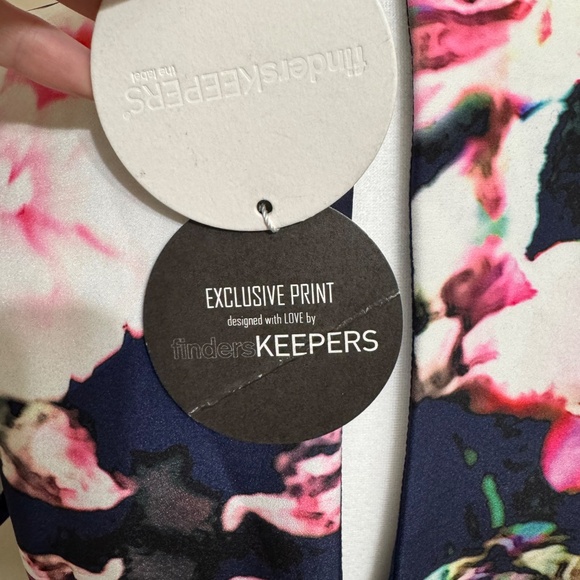 findersKEEPERS®
the label
EXCLUSIVE PRINT
designed with LOVE by
findersKEEPERS